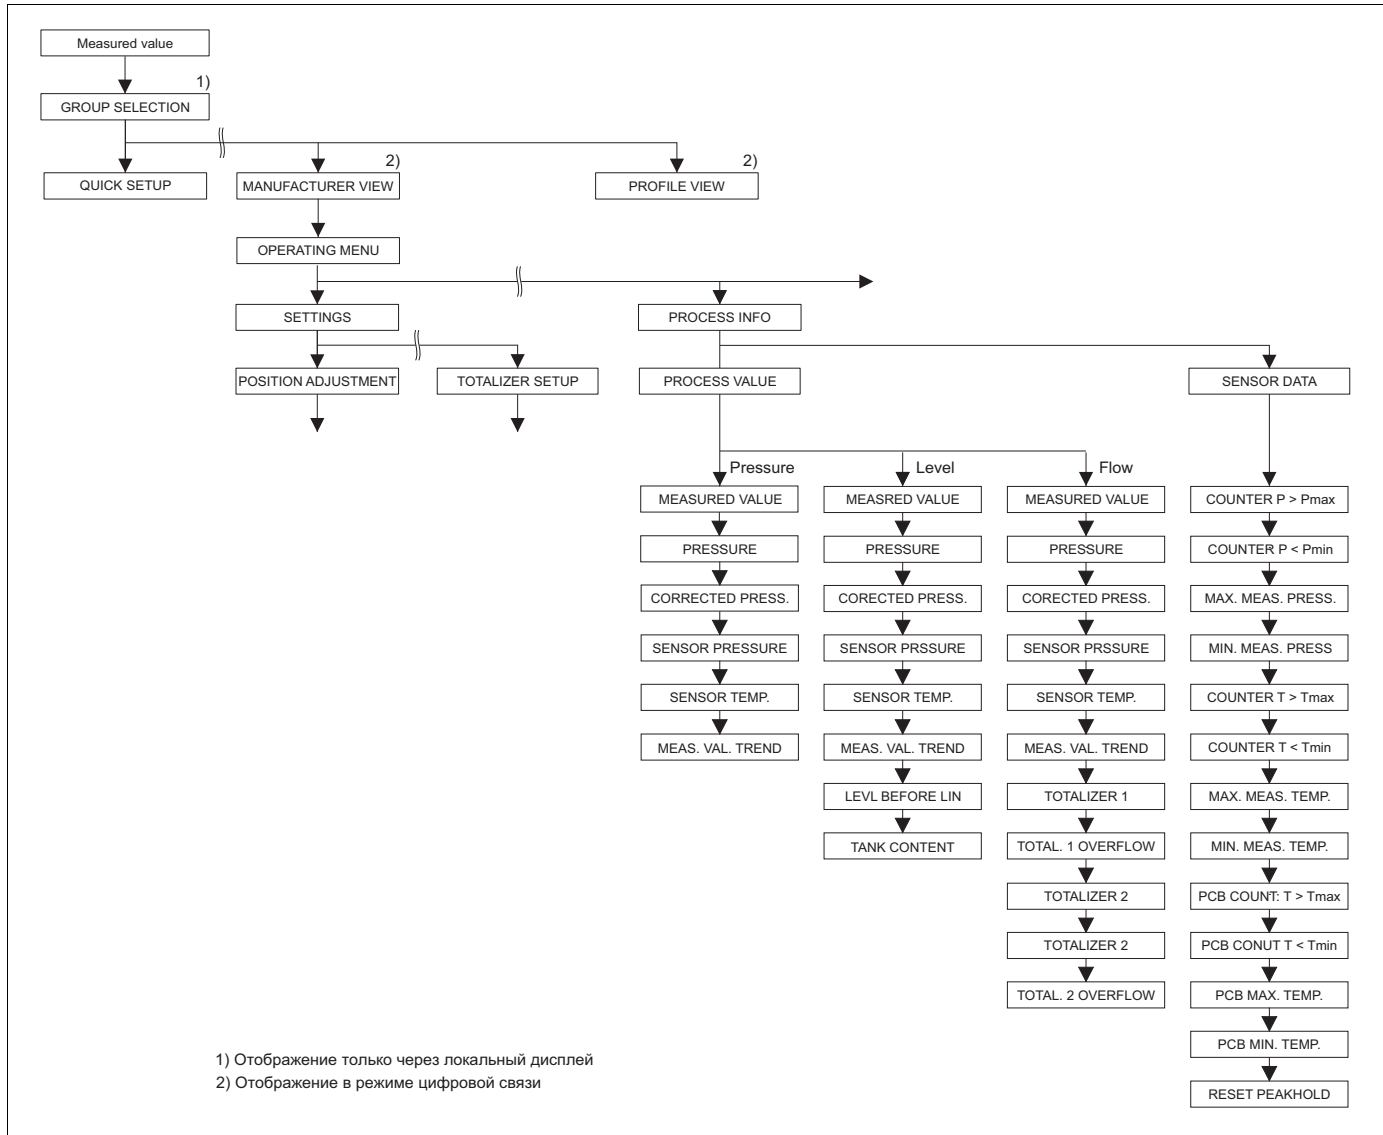 Measured value
1)
GROUP SELECTION
2)
2)
QUICK SETUP
MANUFACTURER VIEW
PROFILE VIEW
OPERATING MENU
SETTINGS
PROCESS INFO
POSITION ADJUSTMENT
TOTALIZER SETUP
PROCESS VALUE
SENSOR DATA
Pressure
Level
Flow
MEASURED VALUE
MEASRED VALUE
MEASURED VALUE
COUNTER P > Pmax
PRESSURE
PRESSURE
PRESSURE
COUNTER P < Pmin
CORRECTED PRESS.
CORECTED PRESS.
CORECTED PRESS.
MAX. MEAS. PRESS.
SENSOR PRESSURE
SENSOR PRSSURE
SENSOR PRSSURE
MIN. MEAS. PRESS
SENSOR TEMP.
SENSOR TEMP.
SENSOR TEMP.
COUNTER T > Tmax
MEAS. VAL. TREND
MEAS. VAL. TREND
MEAS. VAL. TREND
COUNTER T < Tmin
LEVL BEFORE LIN
TOTALIZER 1
MAX. MEAS. TEMP.
TANK CONTENT
TOTAL. 1 OVERFLOW
MIN. MEAS. TEMP.
TOTALIZER 2
PCB COUNT: T > Tmax
TOTALIZER 2
PCB CONUT T < Tmin
TOTAL. 2 OVERFLOW
PCB MAX. TEMP.
PCB MIN. TEMP.
RESET PEAKHOLD
1) Отображение только через локальный дисплей
2) Отображение в режиме цифровой связи